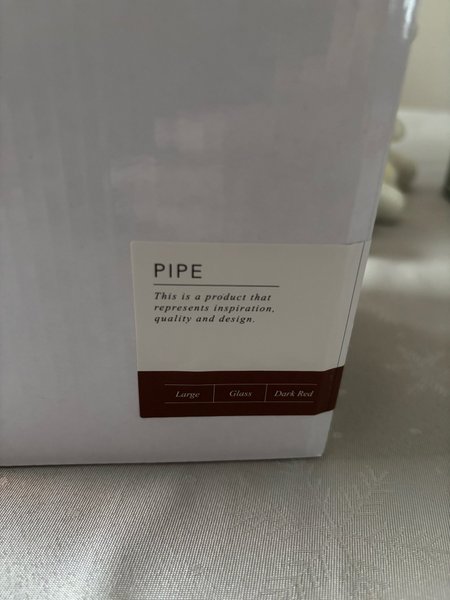 PIPE
This is a product that
represents inspiration,
quality and design.
Large Glass Dark Red